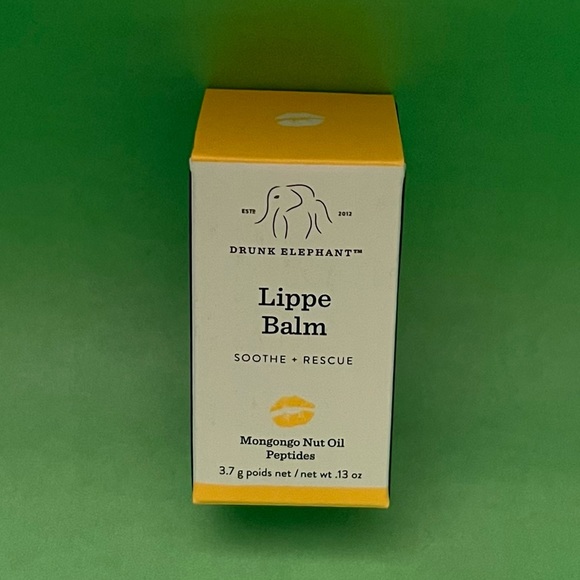 ESTD 2012
DRUNK ELEPHANT™
Lippe
Balm
SOOTHE + RESCUE
Mongongo Nut Oil
Peptides
3.7 g poids net / net wt .13 oz